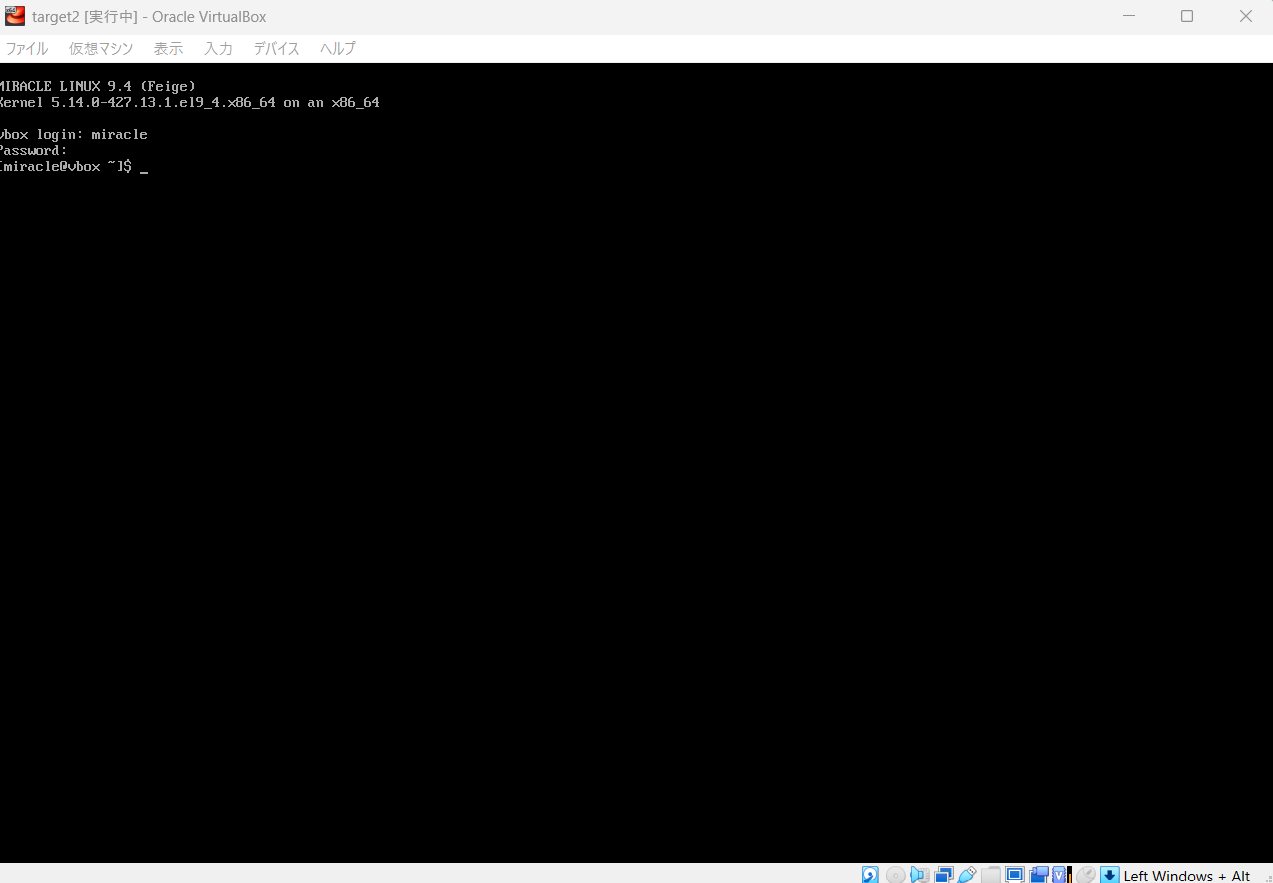 target2 [実行中] - Oracle VirtualBox
ファイル 仮想マシン 表示 入力 デバイス ヘルプ
MIRACLE LINUX 9.4 (Feige)
Kernel 5.14.0-427.13.1.el9_4.x86_64 on an x86_64
vbox login: miracle
Password:
[miracle@vbox ~]$ _
Left Windows + Alt